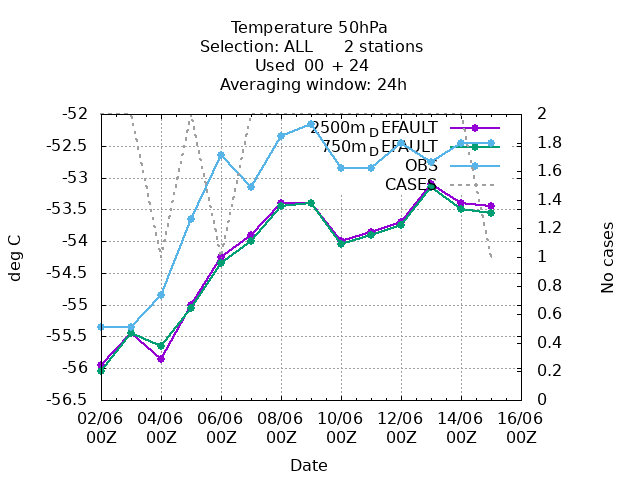 Temperature 50hPa
Selection: ALL 2 stations
Used 00 + 24
Averaging window: 24h
-52
-52.5
-53
-53.5
-54
-54.5
-55
-55.5
-56
-56.5
deg C
2500m DEFAULT
750m DEFAULT
OBS
CASES
2
1.8
1.6
1.4
1.2
1
0.8
0.6
0.4
0.2
0
No cases
02/06 04/06 06/06 08/06 10/06 12/06 14/06 16/06
00Z 00Z 00Z 00Z 00Z 00Z 00Z 00Z
Date